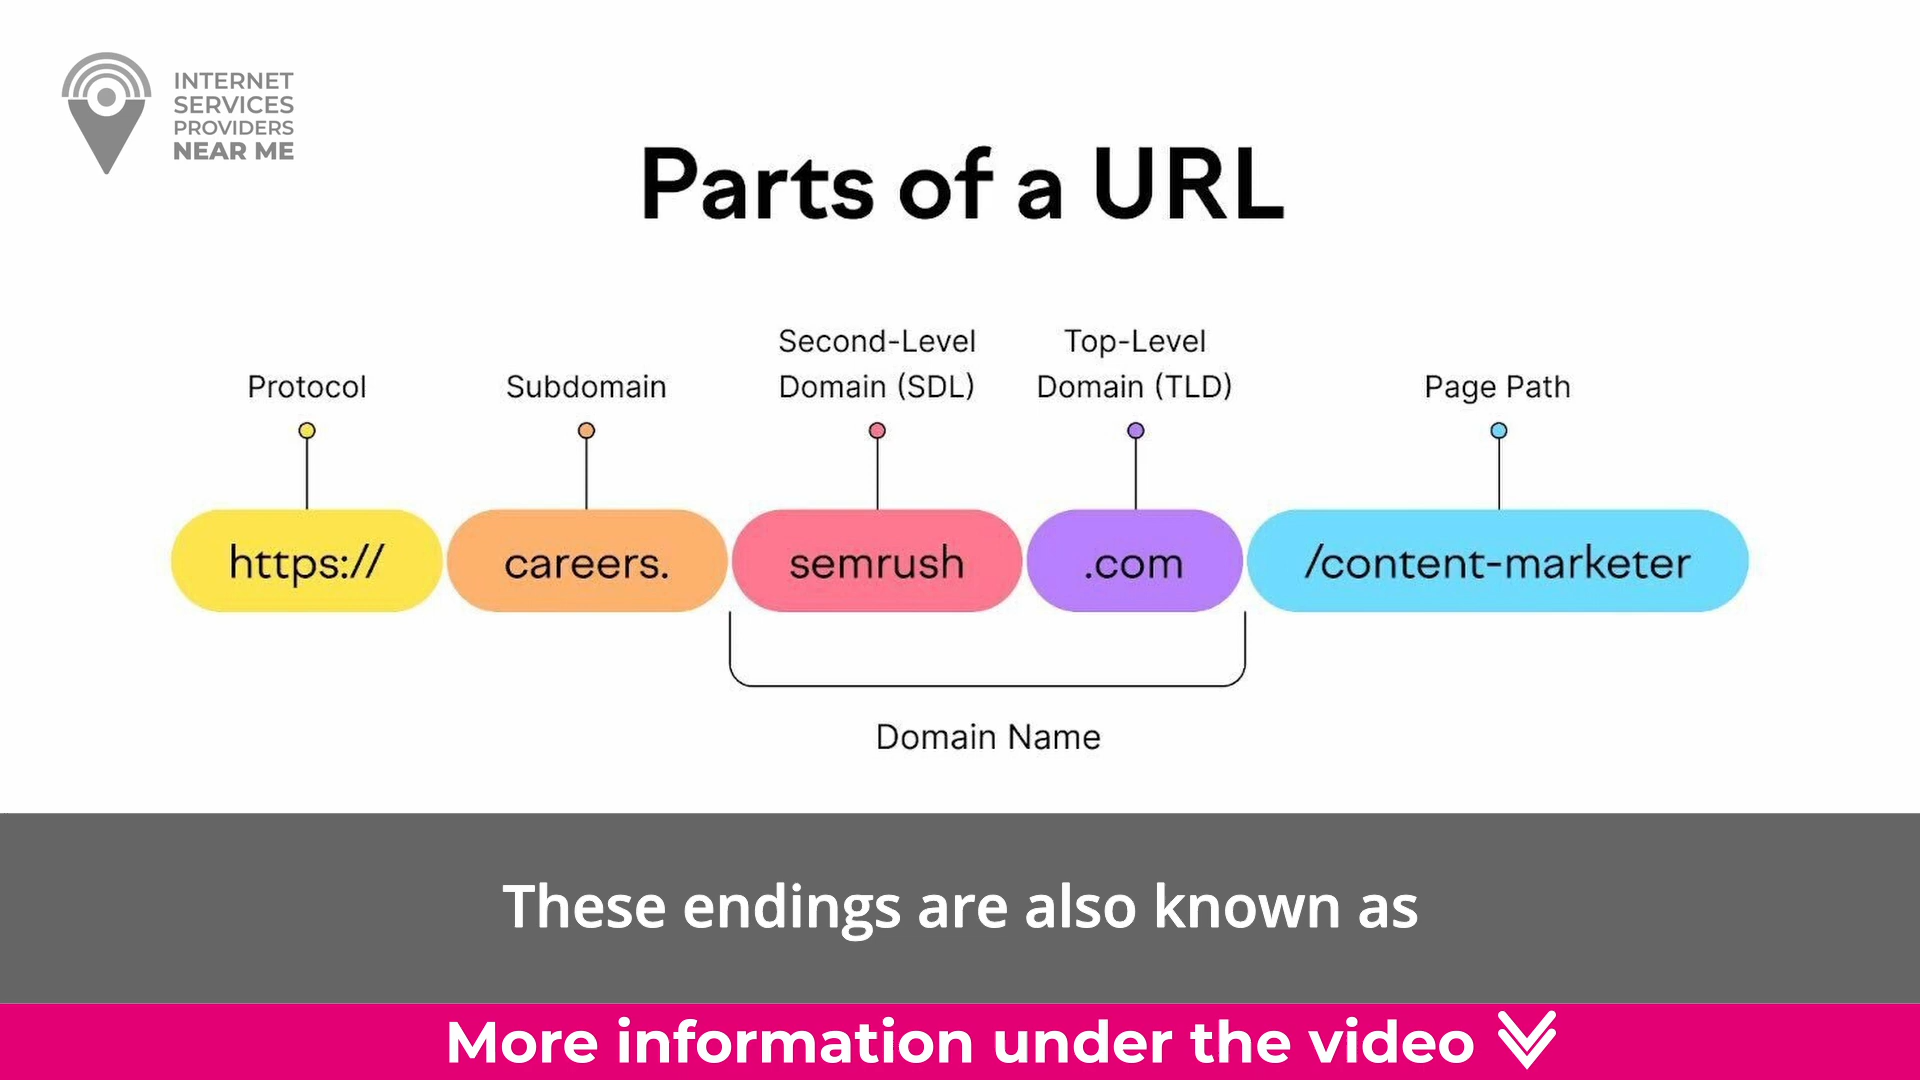 INTERNET
SERVICES
PROVIDERS
NEAR ME
Parts of a URL
Protocol
Subdomain
Second-Level
Domain (SDL)
Top-Level
Domain (TLD)
Page Path
https://
careers.
semrush
.com
/content-marketer
Domain Name
These endings are also known as
More information under the video